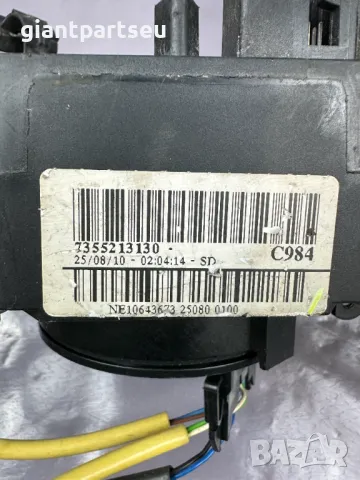 giantpartseu
7355213130 -
C984
25/08/10 - 02:04:14 - SD
NE10643673 25080 0100
bazar